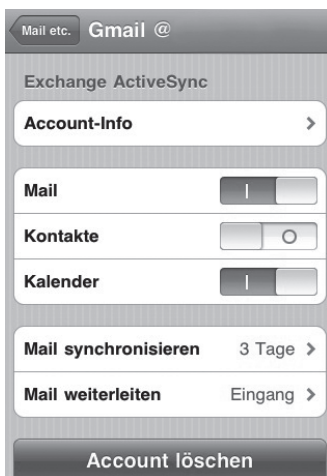 Mail etc. Gmail @
Exchange ActiveSync
Account-Info
Mail
Kontakte
Kalender
Mail synchronisieren 3 Tage
Mail weiterleiten Eingang
Account löschen